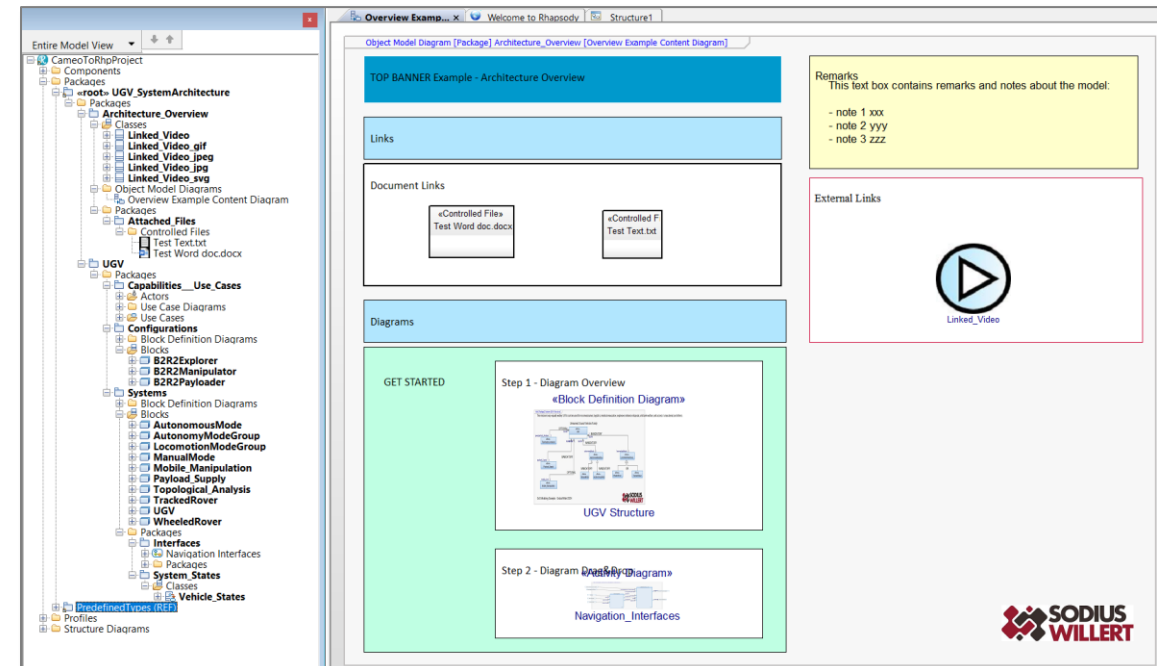 Entire Model View
CameoToRhpProject
Components
Packages
«root» UGV_SystemArchitecture
Packages
Architecture_Overview
Classes
Linked_Video
Linked_Video_gif
Linked_Video_jpeg
Linked_Video_jpg
Linked_Video_svg
Object Model Diagrams
Overview Example Content Diagram
Packages
Attached_Files
Controlled Files
Test Text.txt
Test Word doc.docx
UGV
Packages
Capabilities__Use_Cases
Actors
Use Case Diagrams
Use Cases
Configurations
Block Definition Diagrams
Blocks
B2R2Explorer
B2R2Manipulator
B2R2Payloader
Systems
Block Definition Diagrams
Blocks
AutonomousMode
AutonomyModeGroup
LocomotionModeGroup
ManualMode
Mobile_Manipulation
Payload_Supply
Topological_Analysis
TrackedRover
UGV
WheeledRover
Packages
Interfaces
Navigation Interfaces
Packages
System_States
Classes
Vehicle_States
PredefinedTypes (REF)
Profiles
Structure Diagrams
Overview Examp... x
Welcome to Rhapsody
Structure1
Object Model Diagram [Package] Architecture_Overview [Overview Example Content Diagram]
TOP BANNER Example - Architecture Overview
Links
Document Links
«Controlled File»
Test Word doc.docx
«Controlled F
Test Text.txt
Diagrams
GET STARTED
Step 1 - Diagram Overview
«Block Definition Diagram»
UGV Structure
Step 2 - Diagram Drag&Drop
«Activity Diagram»
Navigation_Interfaces
Remarks
This text box contains remarks and notes about the model:
- note 1 xxx
- note 2 yyy
- note 3 zzz
External Links
Linked_Video
SODIUS
WILLERT